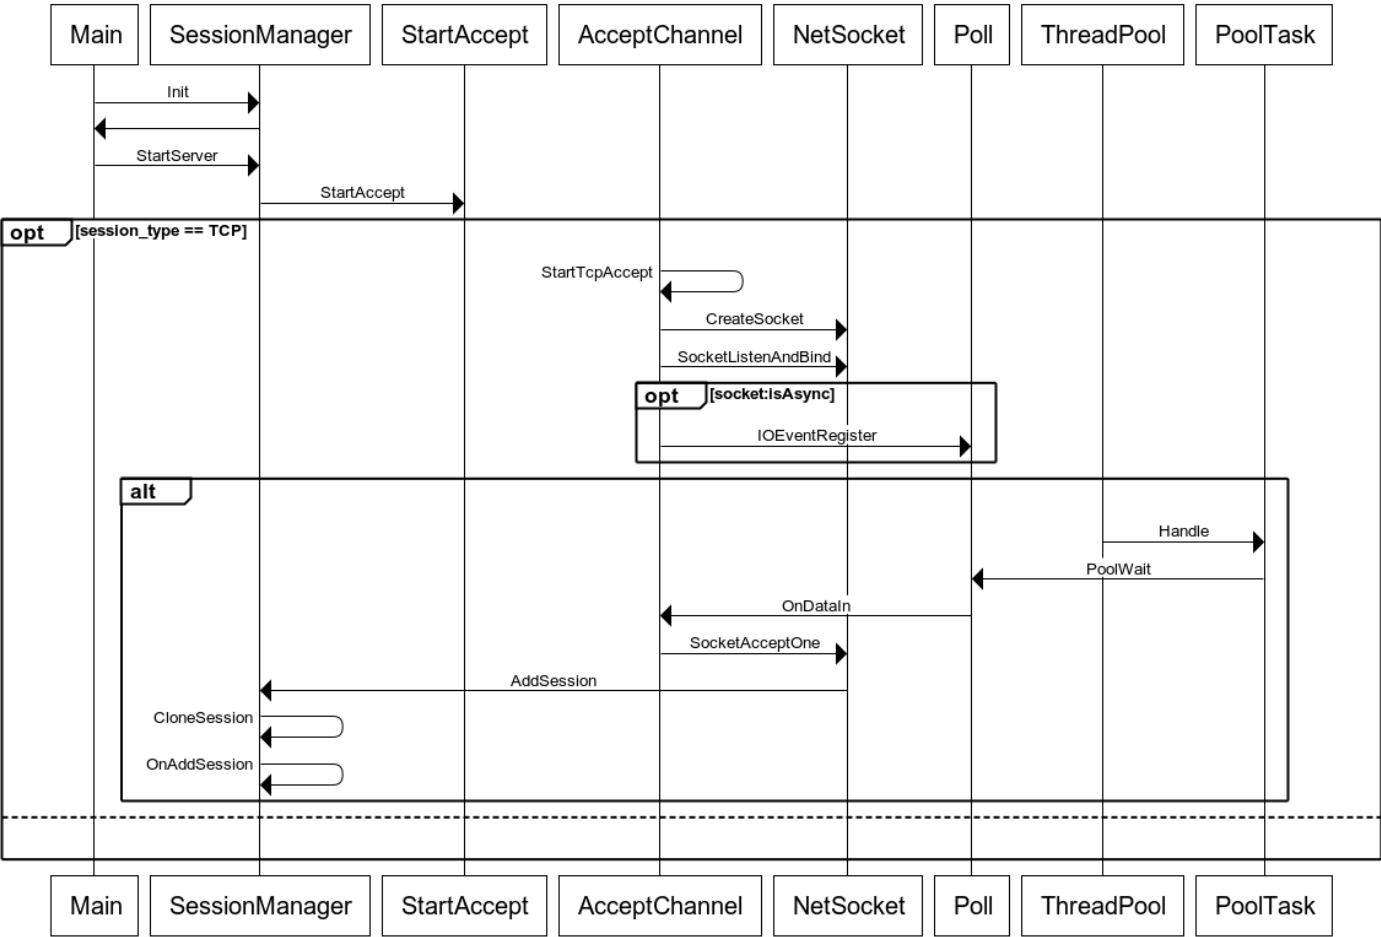 Main SessionManager StartAccept AcceptChannel NetSocket Poll ThreadPool PoolTask
Init
StartServer
StartAccept
opt [session_type == TCP]
StartTcpAccept
CreateSocket
SocketListenAndBind
opt [socket:isAsync]
IOEventRegister
alt
Handle
PoolWait
OnDataIn
SocketAcceptOne
AddSession
CloneSession
OnAddSession
Main SessionManager StartAccept AcceptChannel NetSocket Poll ThreadPool PoolTask